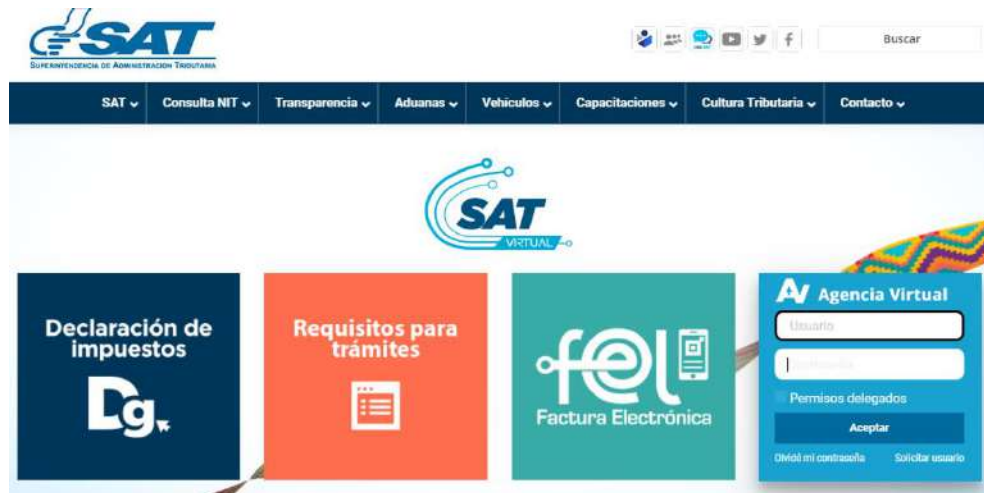 SAT
SUPERINTENDENCIA DE ADMINISTRACIÓN TRIBUTARIA
Buscar
SAT
Consulta NIT
Transparencia
Aduanas
Vehículos
Capacitaciones
Cultura Tributaria
Contacto
SAT
VIRTUAL
Declaración de
impuestos
Dg
Requisitos para
trámites
fel
Factura Electrónica
AV Agencia Virtual
Usuario
Permisos delegados
Aceptar
Olvidó mi contraseña
Solicitar usuario